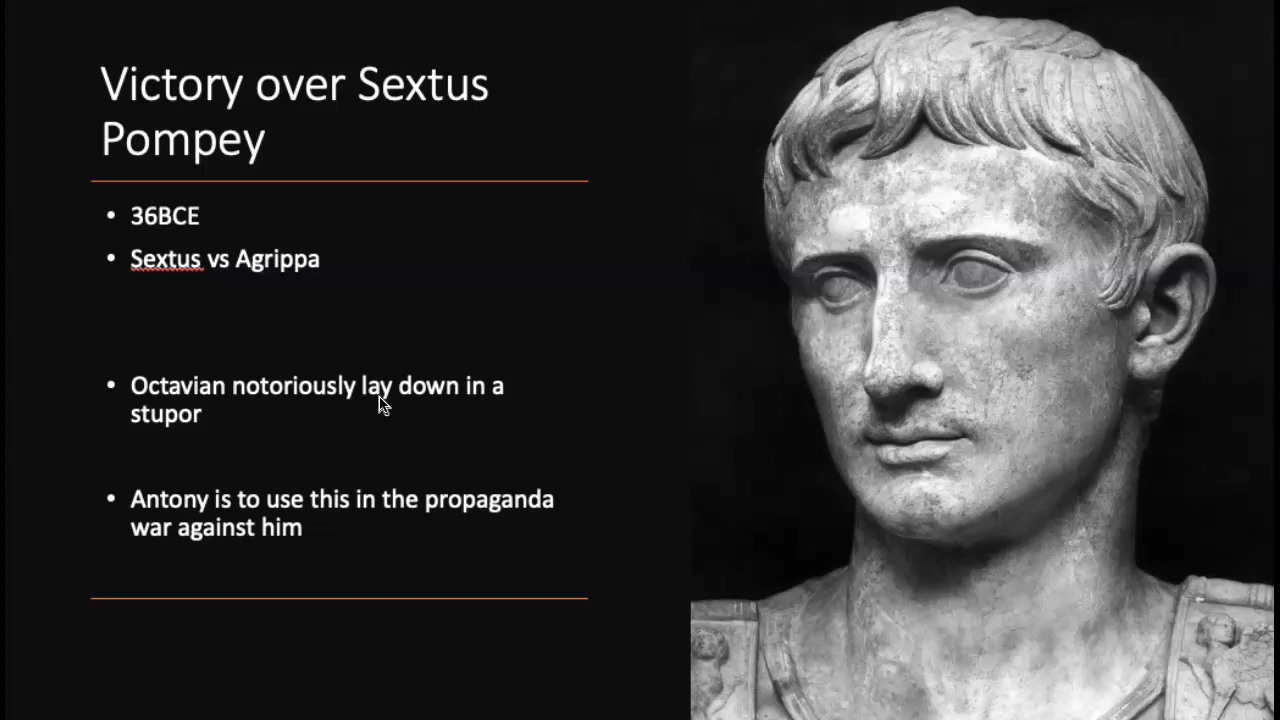 Victory over Sextus
Pompey
• 36BCE
• Sextus vs Agrippa
• Octavian notoriously lay down in a
stupor
• Antony is to use this in the propaganda
war against him